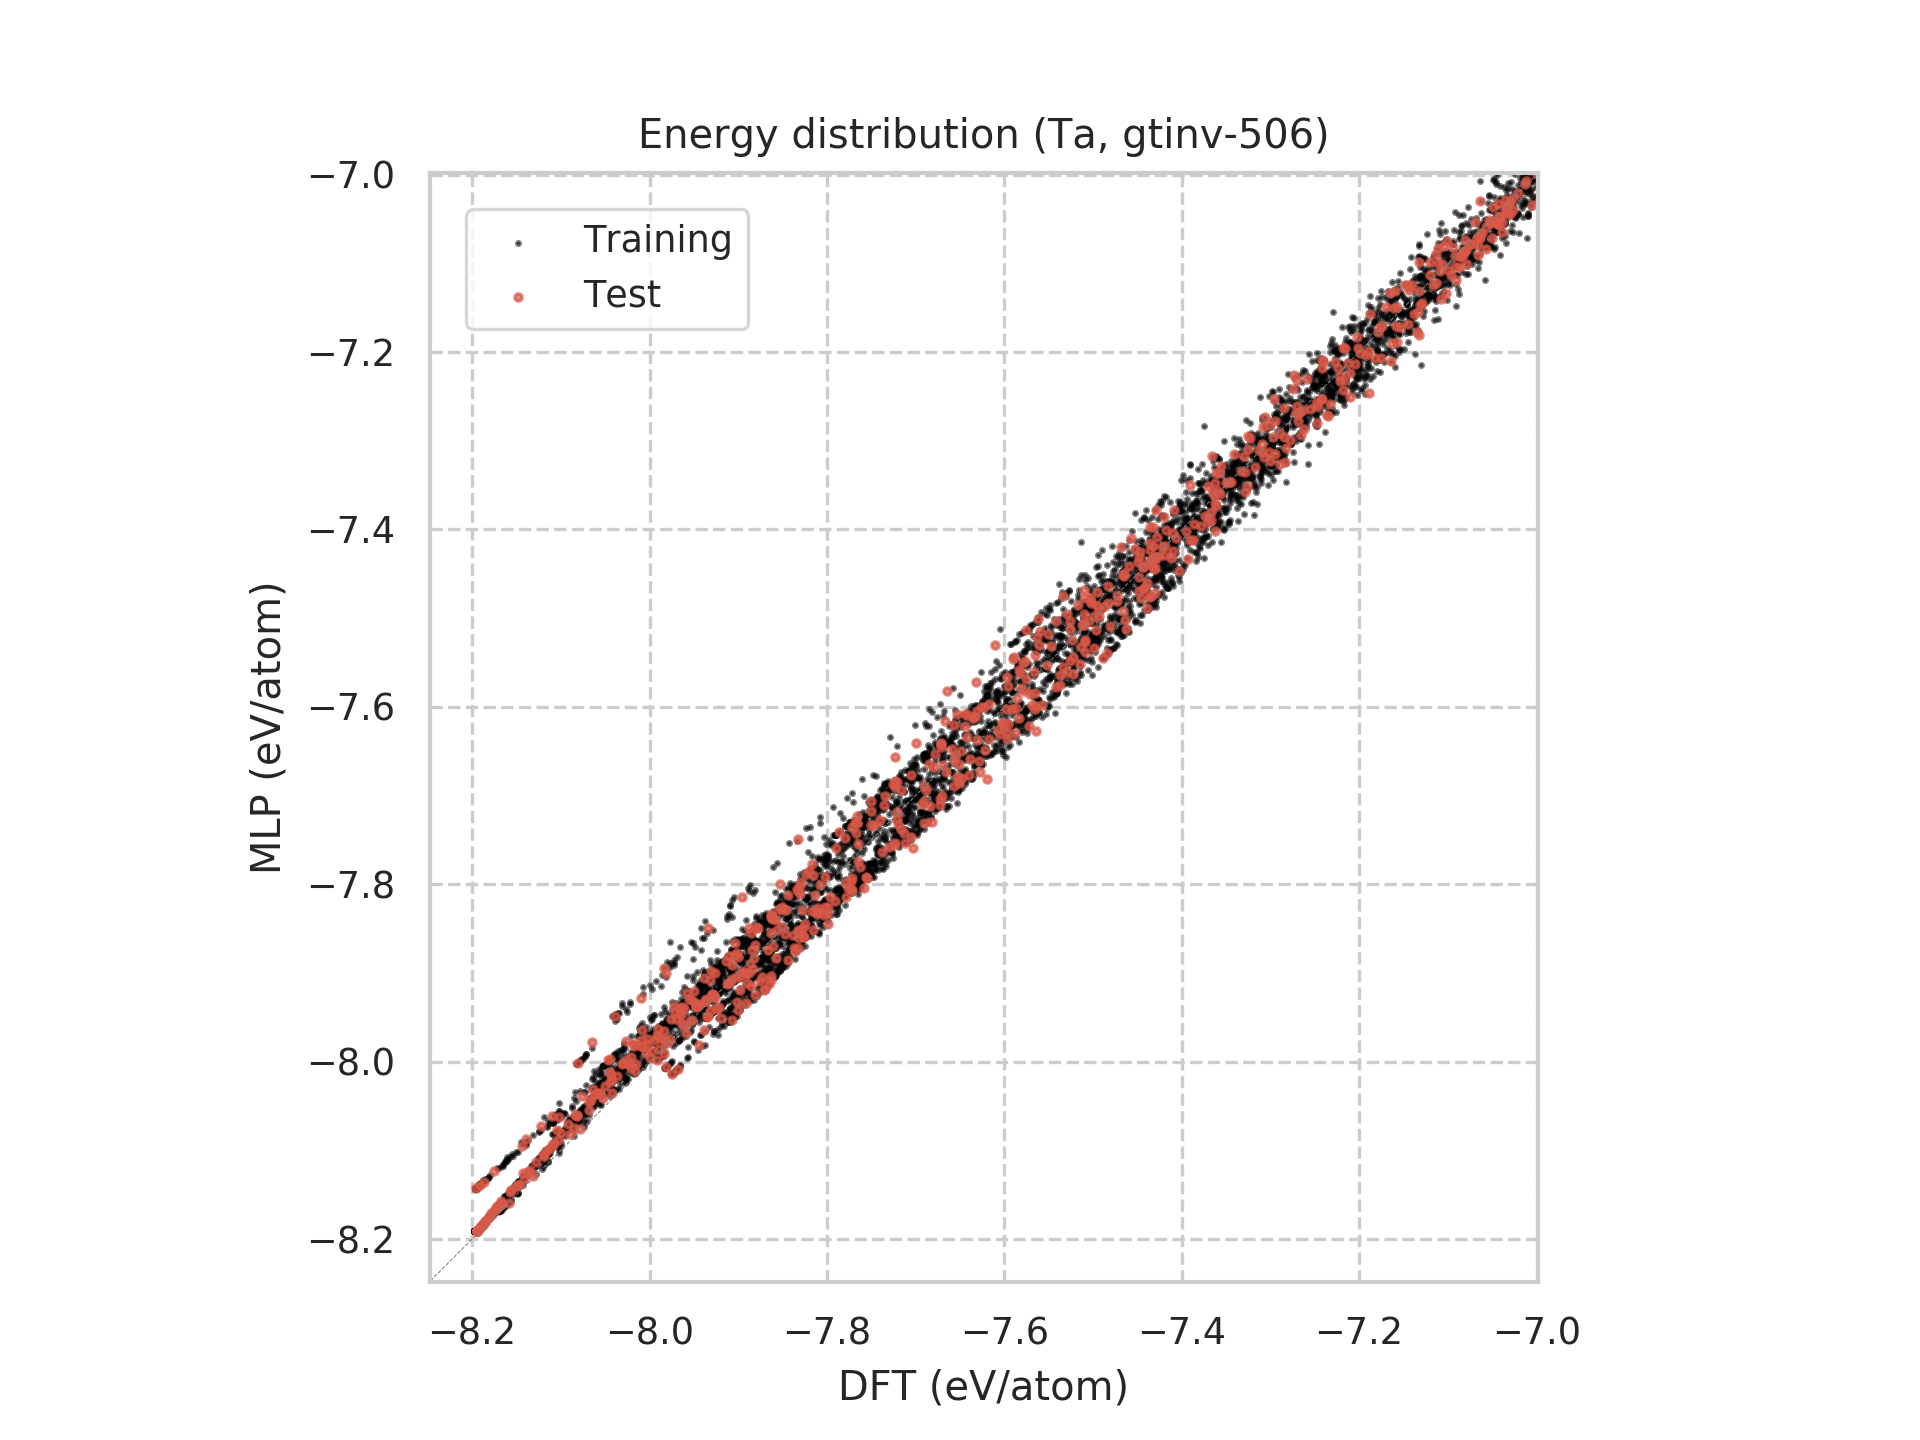 Energy distribution (Ta, gtinv-506)
Training
Test
−7.0
−7.2
−7.4
−7.6
−7.8
−8.0
−8.2
MLP (eV/atom)
−8.2 −8.0 −7.8 −7.6 −7.4 −7.2 −7.0
DFT (eV/atom)